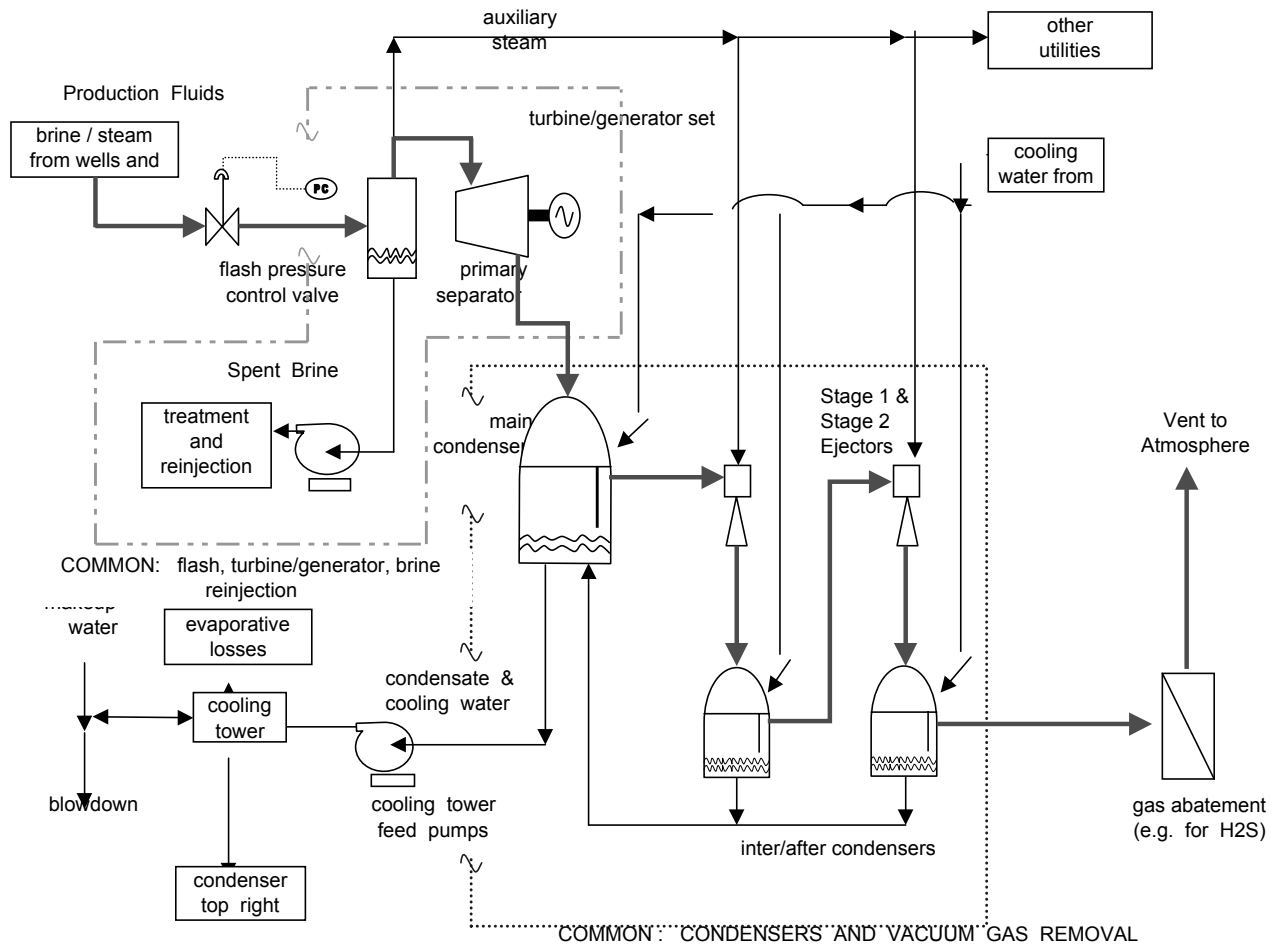 auxiliary
steam
other
utilities
Production Fluids
turbine/generator set
brine / steam
from wells and
cooling
water from
PC
flash pressure
control valve
primary
separator
Spent Brine
treatment
and
reinjection
main
condenser
Stage 1 &
Stage 2
Ejectors
Vent to
Atmosphere
COMMON: flash, turbine/generator, brine
reinjection
makeup
water
evaporative
losses
condensate &
cooling water
cooling
tower
blowdown
cooling tower
feed pumps
gas abatement
(e.g. for H2S)
inter/after condensers
condenser
top right
COMMON : CONDENSERS AND VACUUM GAS REMOVAL